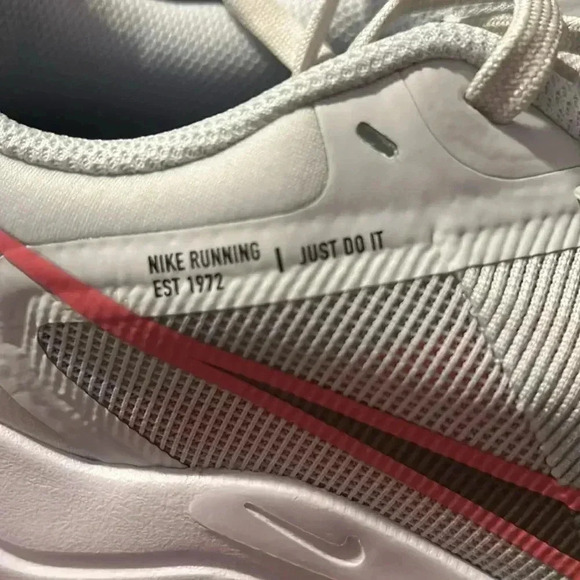 NIKE RUNNING | JUST DO IT
EST 1972